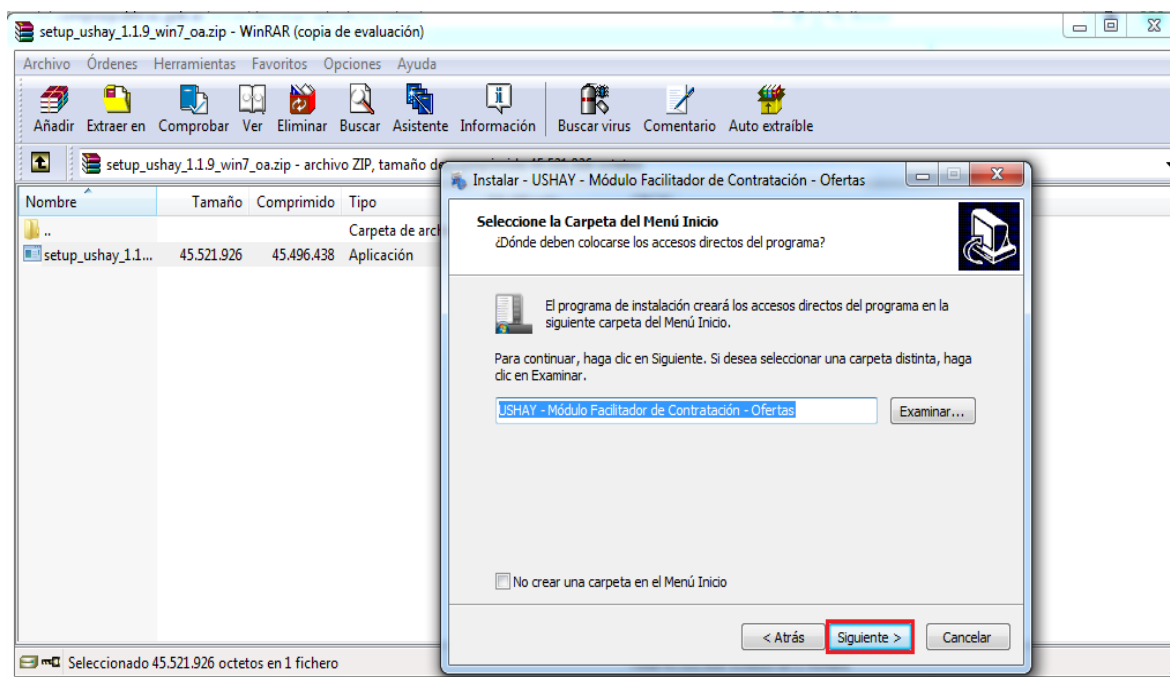 setup_ushay_1.1.9_win7_oa.zip - WinRAR (copia de evaluación)
Archivo Órdenes Herramientas Favoritos Opciones Ayuda
Añadir Extraer en Comprobar Ver Eliminar Buscar Asistente Información Buscar virus Comentario Auto extraíble
setup_ushay_1.1.9_win7_oa.zip - archivo ZIP, tamaño
Nombre Tamaño Comprimido Tipo
..
Carpeta de
setup_ushay_1.1... 45.521.926 45.496.438 Aplicación
Instalar - USHAY - Módulo Facilitador de Contratación - Ofertas
Seleccione la Carpeta del Menú Inicio
¿Dónde deben colocarse los accesos directos del programa?
El programa de instalación creará los accesos directos del programa en la
siguiente carpeta del Menú Inicio.
Para continuar, haga clic en Siguiente. Si desea seleccionar una carpeta distinta, haga
clic en Examinar.
USHAY - Módulo Facilitador de Contratación - Ofertas
Examinar...
No crear una carpeta en el Menú Inicio
< Atrás Siguiente > Cancelar
Seleccionado 45.521.926 octetos en 1 fichero